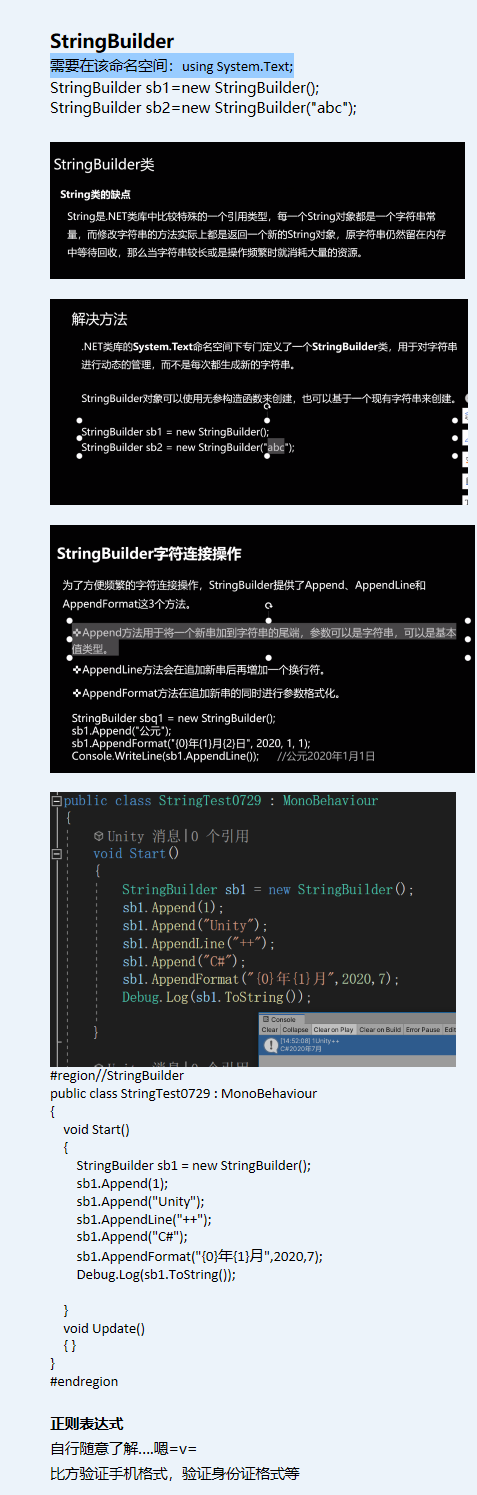 StringBuilder
需要在该命名空间：using System.Text;
StringBuilder sb1=new StringBuilder();
StringBuilder sb2=new StringBuilder("abc");
StringBuilder类
String类的缺点
String是.NET类库中比较特殊的一个引用类型，每一个String对象都是一个字符串常
量，而修改字符串的方法实际上都是返回一个新的String对象，原字符串仍然留在内存
中等待回收，那么当字符串较长或是操作频繁时就消耗大量的资源。
解决方法
.NET类库的System.Text命名空间下专门定义了一个StringBuilder类，用于对字符串
进行动态的管理，而不是每次都生成新的字符串。
StringBuilder对象可以使用无参构造函数来创建，也可以基于一个现有字符串来创建。
StringBuilder sb1 = new StringBuilder();
StringBuilder sb2 = new StringBuilder("abc");
StringBuilder字符连接操作
为了方便频繁的字符连接操作，StringBuilder提供了Append、AppendLine和
AppendFormat这3个方法。
❖Append方法用于将一个新串加到字符串的尾端，参数可以是字符串，可以是基本
值类型。
❖AppendLine方法会在追加新串后再增加一个换行符。
❖AppendFormat方法在追加新串的同时进行参数格式化。
StringBuilder sbq1 = new StringBuilder();
sb1.Append("公元");
sb1.AppendFormat("{0}年{1}月{2}日", 2020, 1, 1);
Console.WriteLine(sb1.AppendLine()); //公元2020年1月1日
public class StringTest0729 : MonoBehaviour
{
Unity 消息|0 个引用
void Start()
{
StringBuilder sb1 = new StringBuilder();
sb1.Append(1);
sb1.Append("Unity");
sb1.AppendLine("++");
sb1.Append("C#");
sb1.AppendFormat("{0}年{1}月",2020,7);
Debug.Log(sb1.ToString());
}
Console
Clear Collapse Clear on Play Clear on Build Error Pause Edi
[14:52:08] 1Unity++
C#2020年7月
Unity 消息|0 个引用
#region//StringBuilder
public class StringTest0729 : MonoBehaviour
{
void Start()
{
StringBuilder sb1 = new StringBuilder();
sb1.Append(1);
sb1.Append("Unity");
sb1.AppendLine("++");
sb1.Append("C#");
sb1.AppendFormat("{0}年{1}月",2020,7);
Debug.Log(sb1.ToString());
}
void Update()
{ }
}
#endregion
正则表达式
自行随意了解....嗯=v=
比方验证手机格式，验证身份证格式等